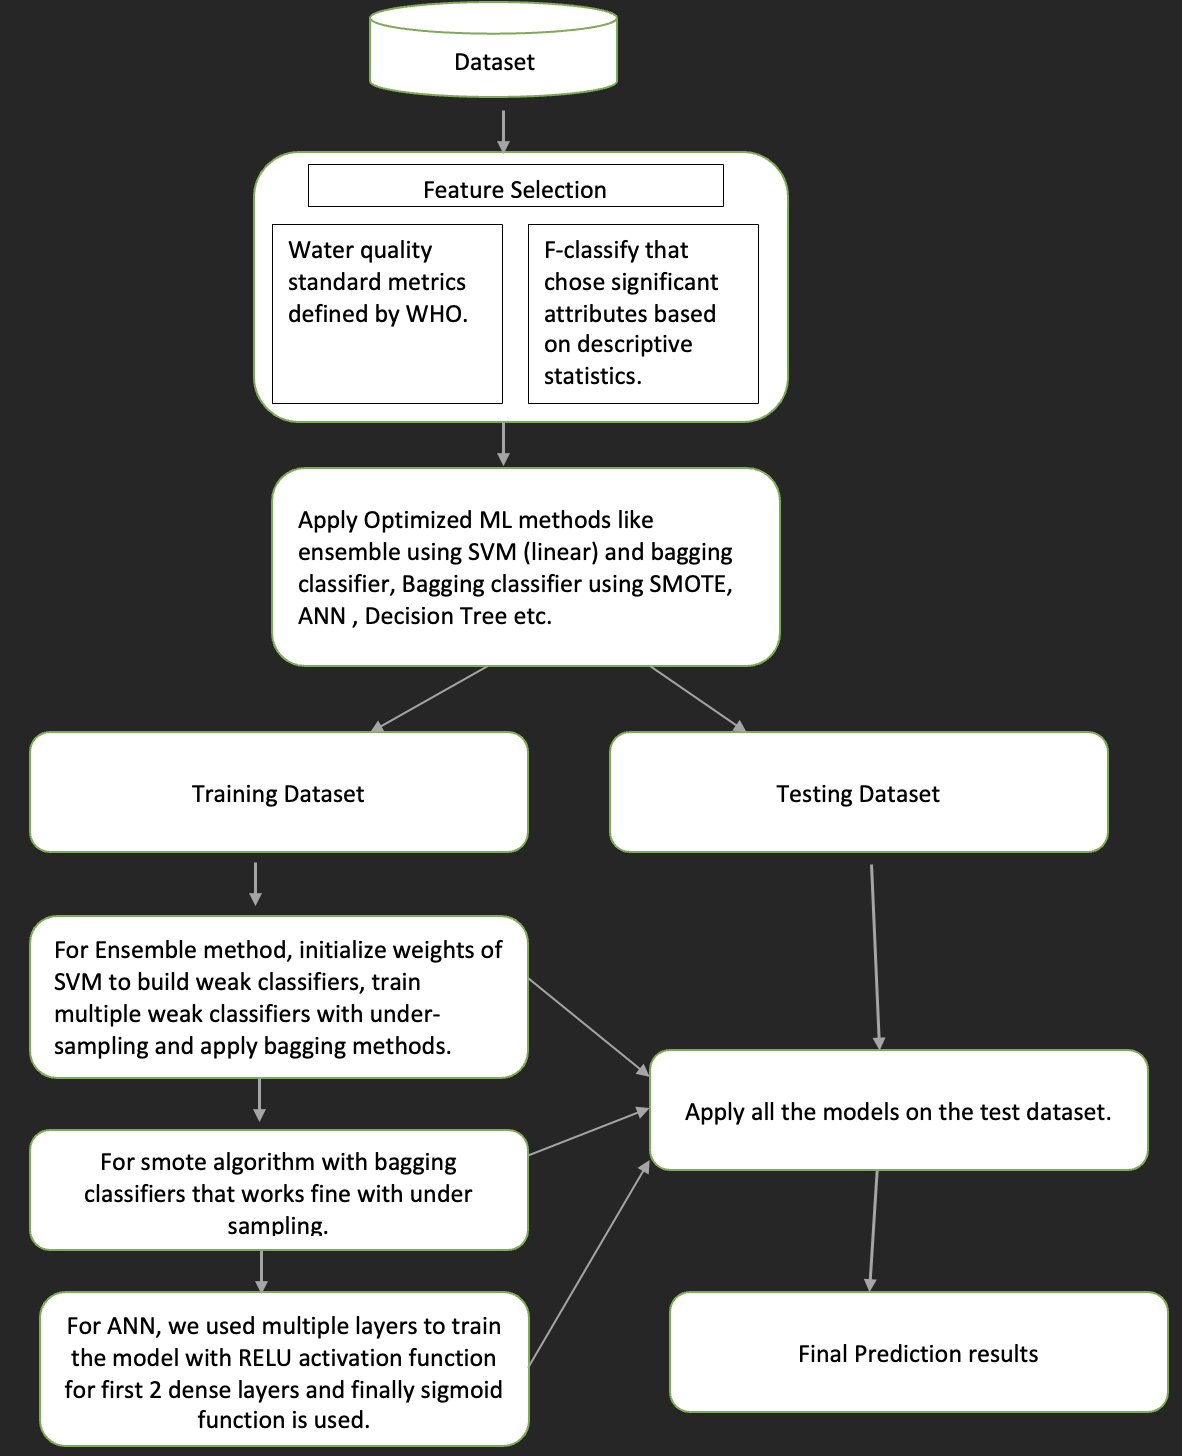 Dataset
Feature Selection
Water quality
standard metrics
defined by WHO.
F-classify that
chose significant
attributes based
on descriptive
statistics.
Apply Optimized ML methods like
ensemble using SVM (linear) and bagging
classifier, Bagging classifier using SMOTE,
ANN , Decision Tree etc.
Training Dataset
Testing Dataset
For Ensemble method, initialize weights of
SVM to build weak classifiers, train
multiple weak classifiers with under-
sampling and apply bagging methods.
Apply all the models on the test dataset.
For smote algorithm with bagging
classifiers that works fine with under
sampling.
For ANN, we used multiple layers to train
the model with RELU activation function
for first 2 dense layers and finally sigmoid
function is used.
Final Prediction results